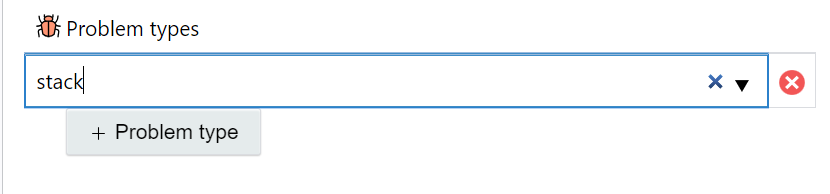 Problem types
stack
+ Problem type